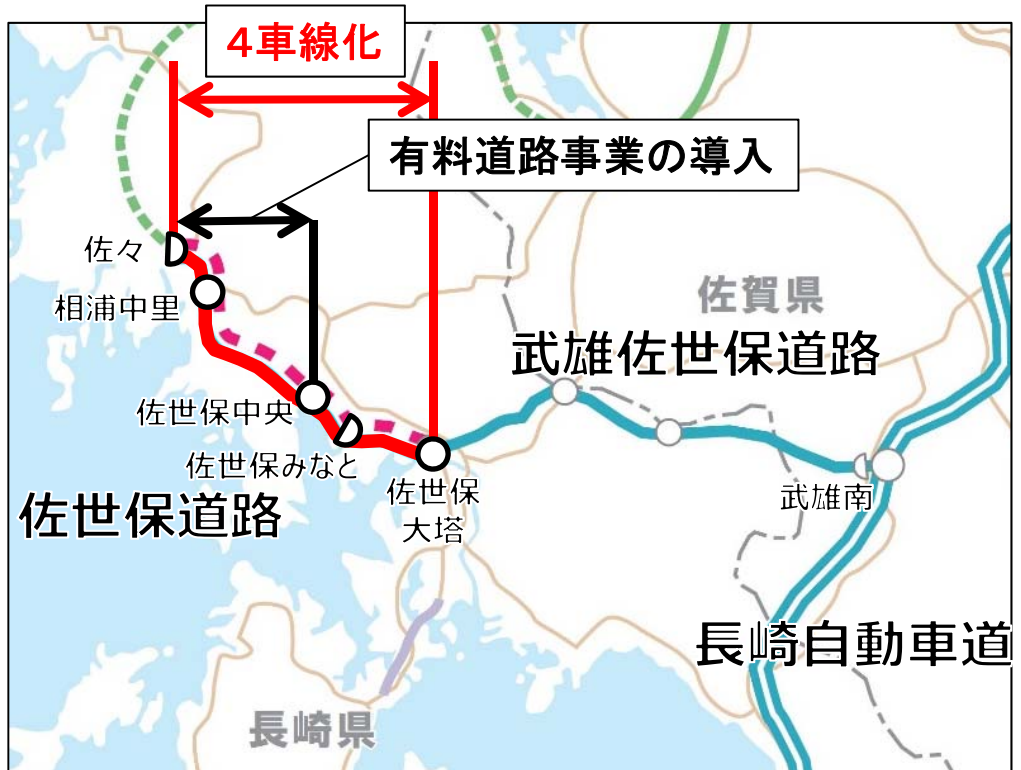 4車線化
有料道路事業の導入
佐々
相浦中里
佐賀県
武雄佐世保道路
佐世保中央
佐世保みなと
佐世保
大塔
武雄南
佐世保道路
長崎自動車道
長崎県